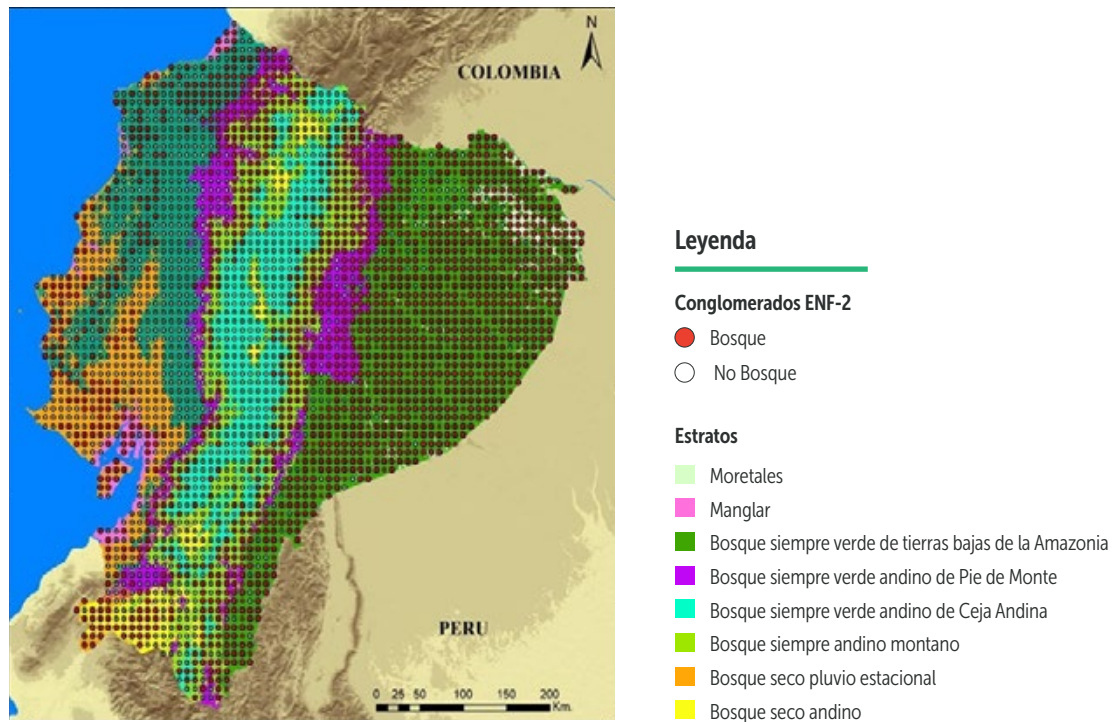 N
COLOMBIA
PERU
0 25 50 100 150 200
Km.
Leyenda
Conglomerados ENF-2
Bosque
No Bosque
Estratos
Moretales
Manglar
Bosque siempre verde de tierras bajas de la Amazonia
Bosque siempre verde andino de Pie de Monte
Bosque siempre verde andino de Ceja Andina
Bosque siempre andino montano
Bosque seco pluvio estacional
Bosque seco andino